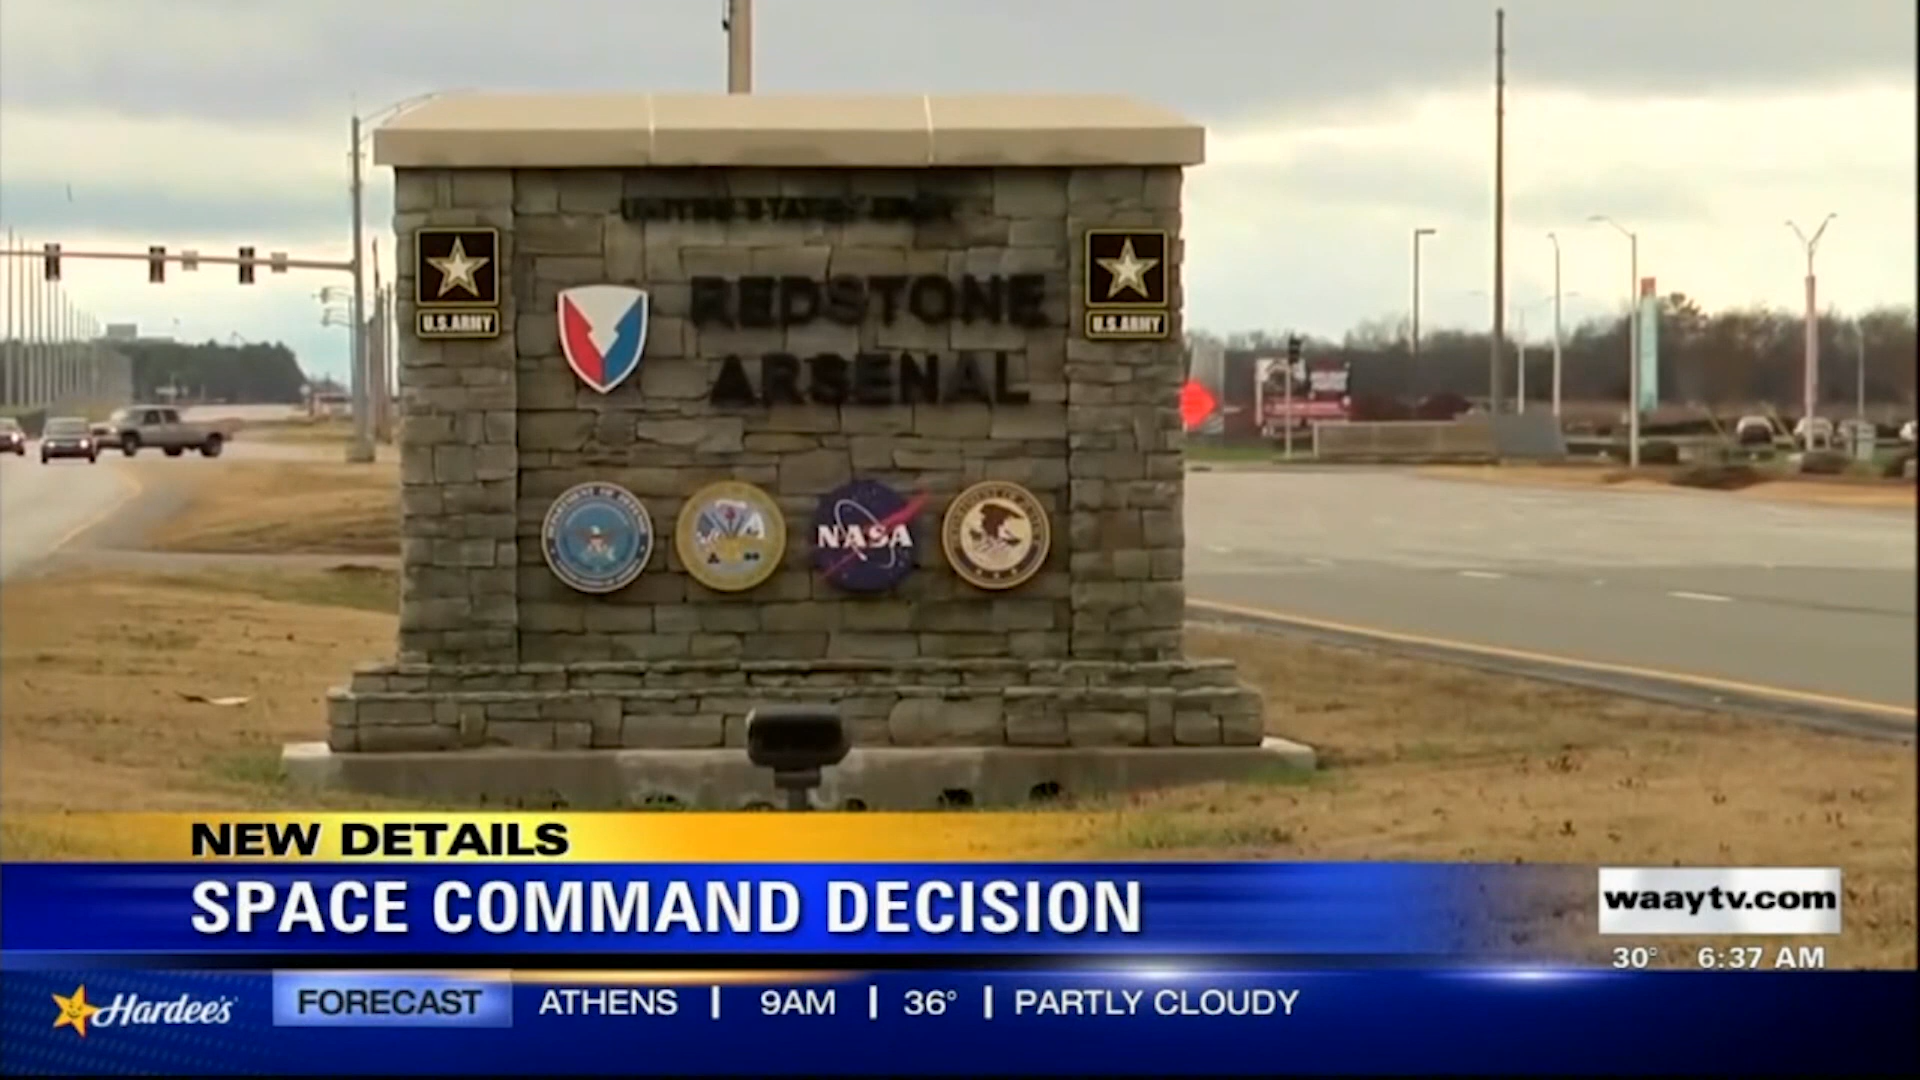 UNITED STATES ARMY
REDSTONE
ARSENAL
U.S.ARMY
U.S.ARMY
NASA
NEW DETAILS
SPACE COMMAND DECISION
waaytv.com
30° 6:37 AM
Hardee's
FORECAST
ATHENS | 9AM | 36° | PARTLY CLOUDY